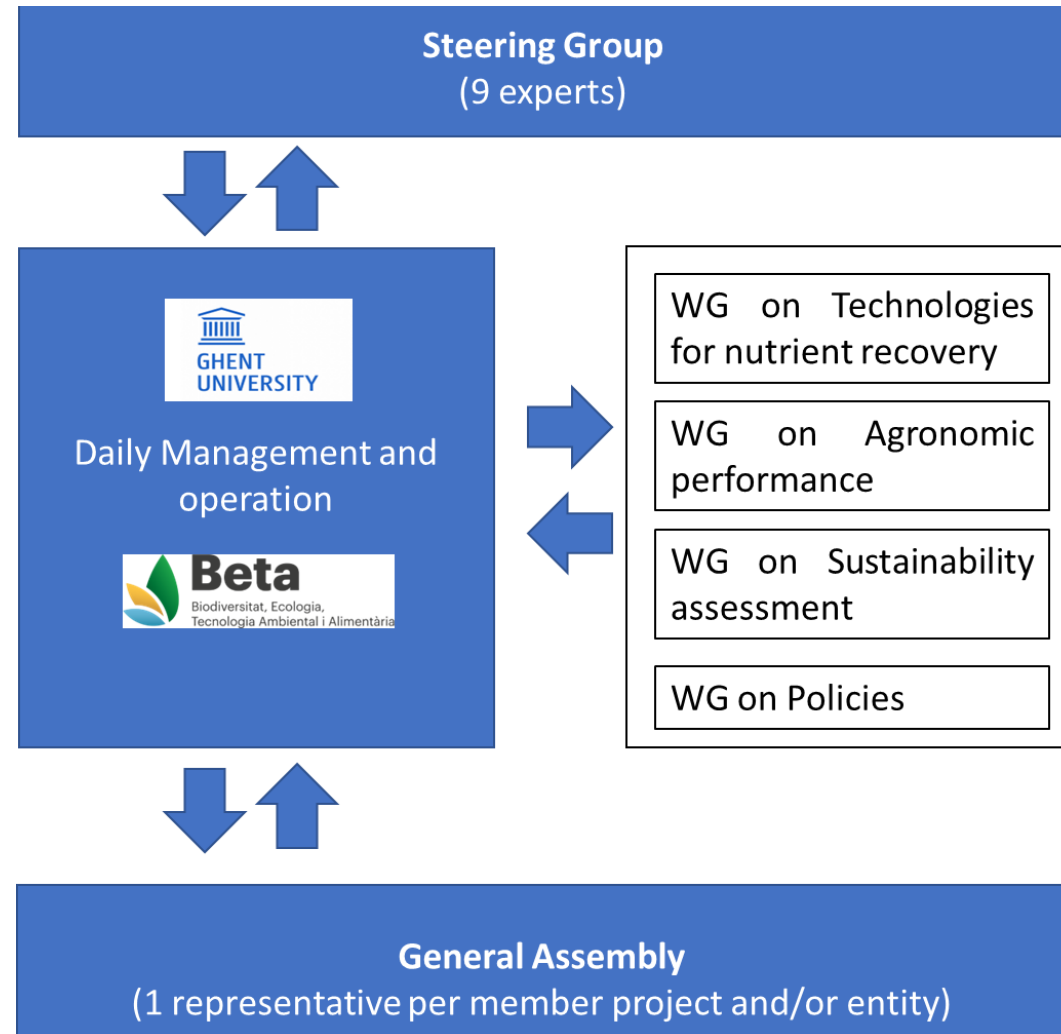 Steering Group
(9 experts)
GHENT
UNIVERSITY
Daily Management and
operation
Beta
Biodiversitat, Ecologia,
Tecnologia Ambiental i Alimentària
WG on Technologies
for nutrient recovery
WG on Agronomic
performance
WG on Sustainability
assessment
WG on Policies
General Assembly
(1 representative per member project and/or entity)